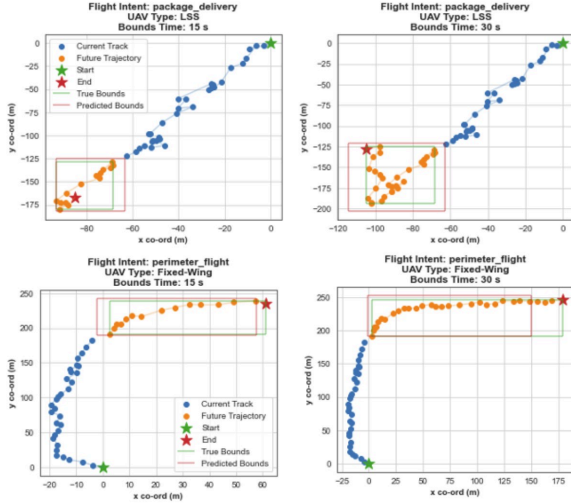 Flight Intent: package_delivery
UAV Type: LSS
Bounds Time: 15 s
0
−25
−50
−75
−100
−125
−150
−175
y co-ord (m)
Current Track
Future Trajectory
Start
End
True Bounds
Predicted Bounds
−80
−60
−40
−20
0
x co-ord (m)
Flight Intent: package_delivery
UAV Type: LSS
Bounds Time: 30 s
0
−25
−50
−75
−100
−125
−150
−175
−200
y co-ord (m)
−120
−100
−80
−60
−40
−20
0
x co-ord (m)
Flight Intent: perimeter_flight
UAV Type: Fixed-Wing
Bounds Time: 15 s
250
200
150
100
50
0
y co-ord (m)
Current Track
Future Trajectory
Start
End
True Bounds
Predicted Bounds
−20
−10
0
10
20
30
40
50
60
x co-ord (m)
Flight Intent: perimeter_flight
UAV Type: Fixed-Wing
Bounds Time: 30 s
300
250
200
150
100
50
0
y co-ord (m)
−25
0
25
50
75
100
125
150
175
x co-ord (m)